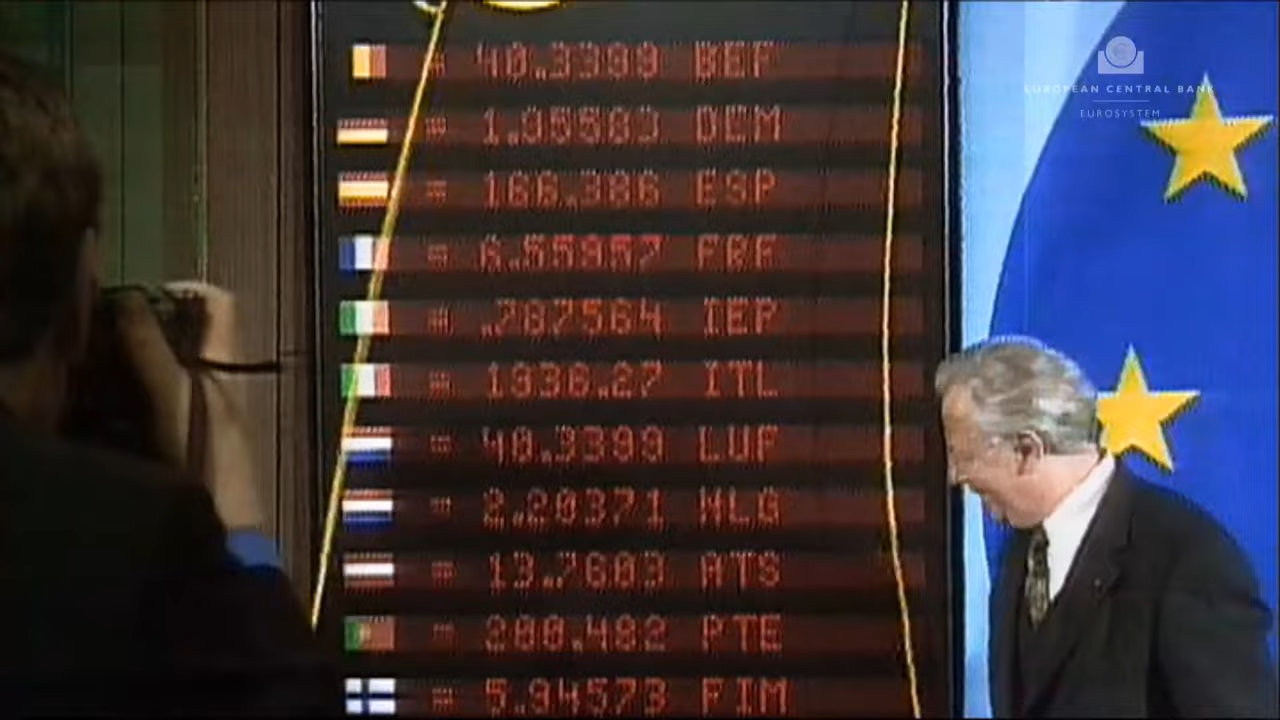 = 40.3399 BEF
= 1.95583 DEM
= 166.386 ESP
= 6.55957 FRF
= .787564 IEP
= 1936.27 ITL
= 40.3399 LUF
= 2.20371 NLG
= 13.7603 ATS
= 200.482 PTE
= 5.94573 FIM
EUROPEAN CENTRAL BANK
EUROSYSTEM